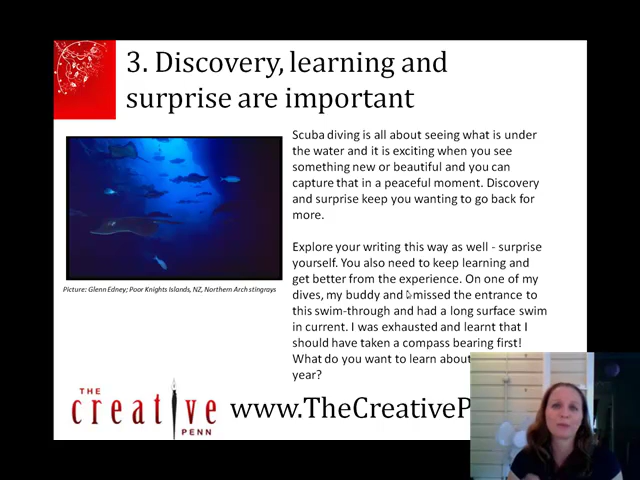 3. Discovery, learning and
surprise are important
Scuba diving is all about seeing what is under
the water and it is exciting when you see
something new or beautiful and you can
capture that in a peaceful moment. Discovery
and surprise keep you wanting to go back for
more.
Explore your writing this way as well - surprise
yourself. You also need to keep learning and
get better from the experience. On one of my
dives, my buddy and I missed the entrance to
this swim-through and had a long surface swim
in current. I was exhausted and learnt that I
should have taken a compass bearing first!
What do you want to learn about
year?
Picture: Glenn Edney; Poor Knights Islands, NZ, Northern Arch stingrays
THE
creative
PENN
www.TheCreativeP